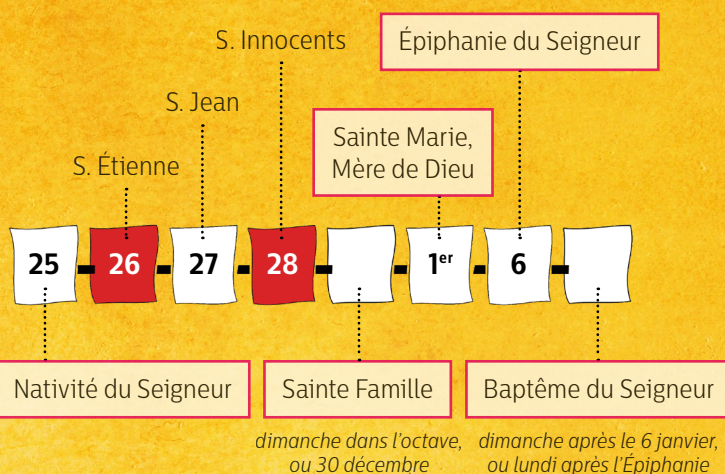 S. Innocents
Épiphanie du Seigneur
S. Jean
Sainte Marie,
Mère de Dieu
S. Étienne
25 26 27 28 1er 6
Nativité du Seigneur
Sainte Famille
Baptême du Seigneur
dimanche dans l'octave,
ou 30 décembre
dimanche après le 6 janvier,
ou lundi après l'Épiphanie